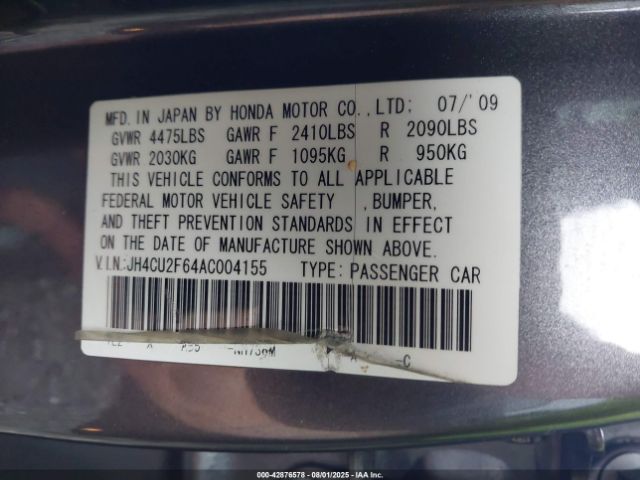 MFD. IN JAPAN BY HONDA MOTOR CO., LTD: 07/'09
GVWR 4475LBS GAWR F 2410LBS R 2090LBS
GVWR 2030KG GAWR F 1095KG R 950KG
THIS VEHICLE CONFORMS TO ALL APPLICABLE
FEDERAL MOTOR VEHICLE SAFETY , BUMPER,
AND THEFT PREVENTION STANDARDS IN EFFECT
ON THE DATE OF MANUFACTURE SHOWN ABOVE.
V.I.N.:JH4CU2F64AC004155 TYPE: PASSENGER CAR
A -C
000-42876578 - 08/01/2025 - IAAI.COM